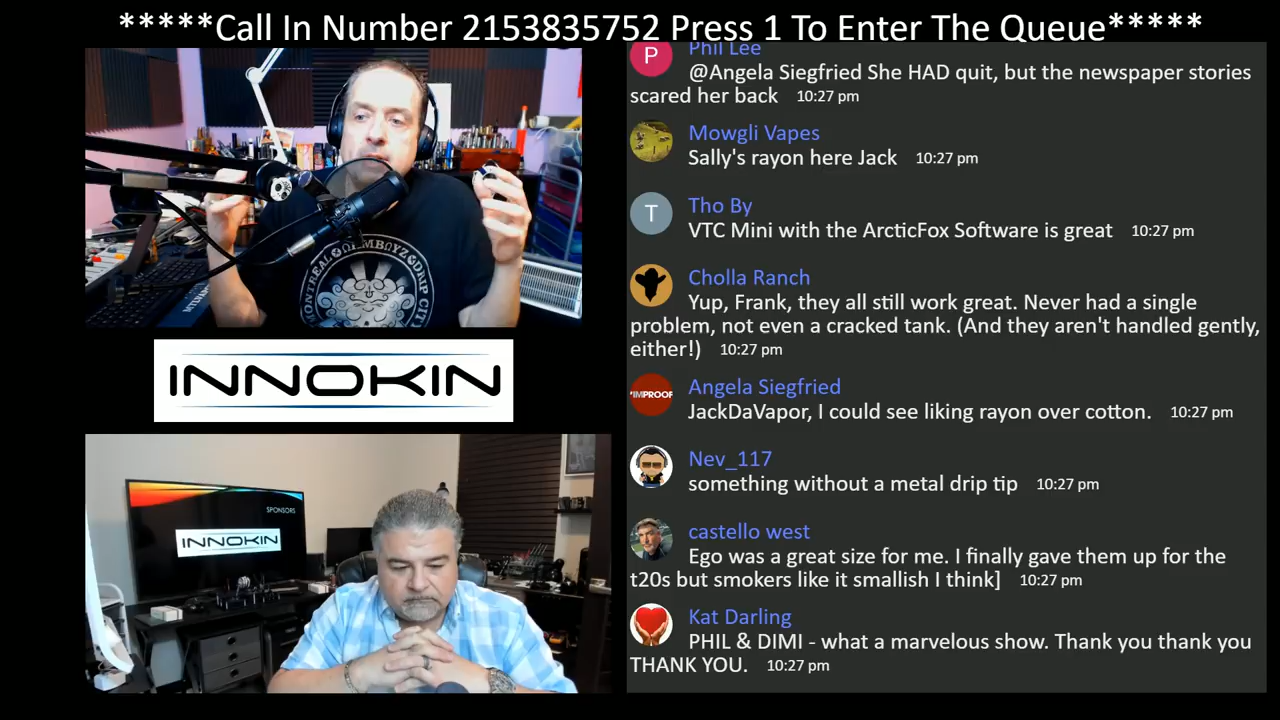 *****Call In Number 2153835752 Press 1 To Enter The Queue*****
P Phil Lee
@Angela Siegfried She HAD quit, but the newspaper stories
scared her back 10:27 pm
Mowgli Vapes
Sally's rayon here Jack 10:27 pm
T Tho By
VTC Mini with the ArcticFox Software is great 10:27 pm
Cholla Ranch
Yup, Frank, they all still work great. Never had a single
problem, not even a cracked tank. (And they aren't handled gently,
either!) 10:27 pm
Angela Siegfried
JackDaVapor, I could see liking rayon over cotton. 10:27 pm
Nev_117
something without a metal drip tip 10:27 pm
castello west
Ego was a great size for me. I finally gave them up for the
t20s but smokers like it smallish I think] 10:27 pm
Kat Darling
PHIL & DIMI - what a marvelous show. Thank you thank you
THANK YOU. 10:27 pm
INNOKIN
SPONSORS
INNOKIN